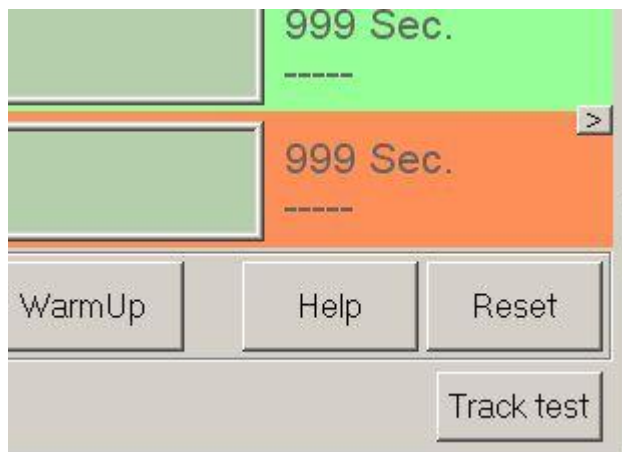 999 Sec.
-----
>
999 Sec.
-----
WarmUp Help Reset
Track test